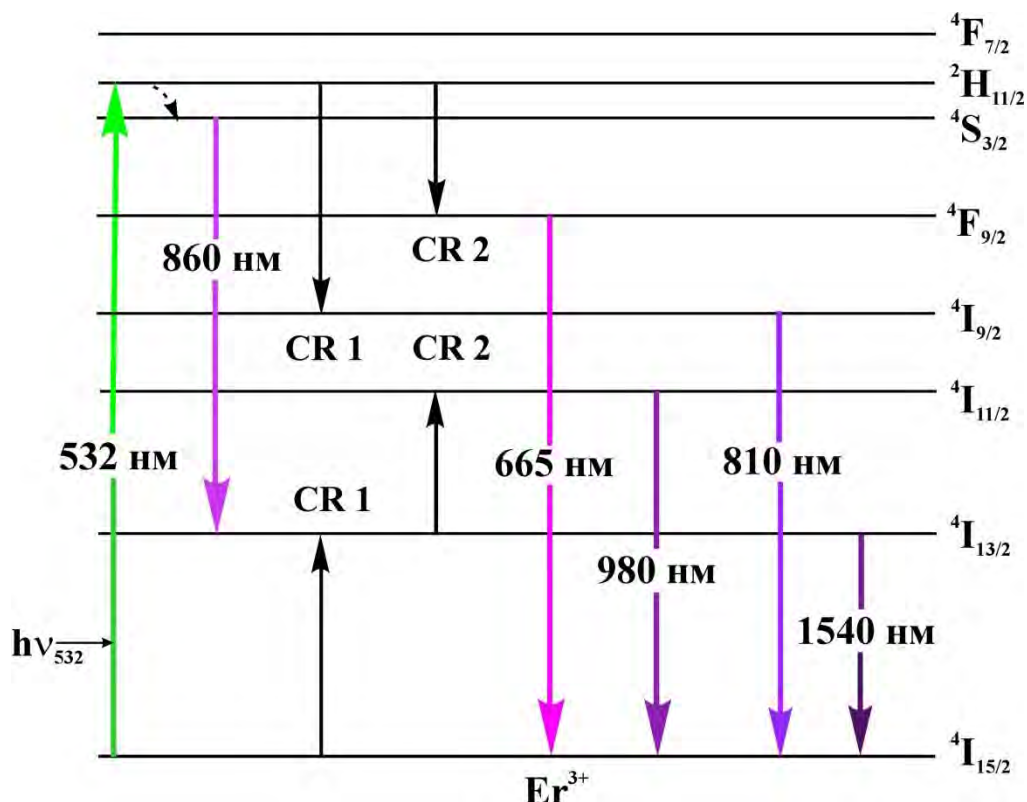 ⁴F₇/₂
²H₁₁/₂
⁴S₃/₂
⁴F₉/₂
860 нм
CR 2
⁴I₉/₂
CR 1
CR 2
⁴I₁₁/₂
532 нм
665 нм
810 нм
CR 1
⁴I₁₃/₂
980 нм
1540 нм
hν₅₃₂
⁴I₁₅/₂
Er³⁺